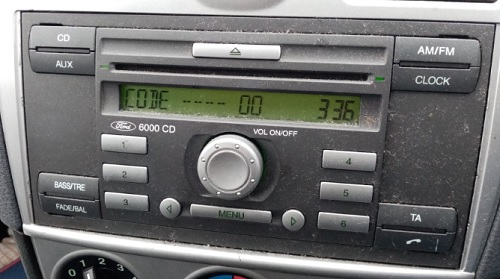 CD
AUX
AM/FM
CLOCK
CODE ---- 00 336
Ford 6000 CD
VOL ON/OFF
1
2
3
4
5
6
BASS/TRE
FADE/BAL
MENU
TA